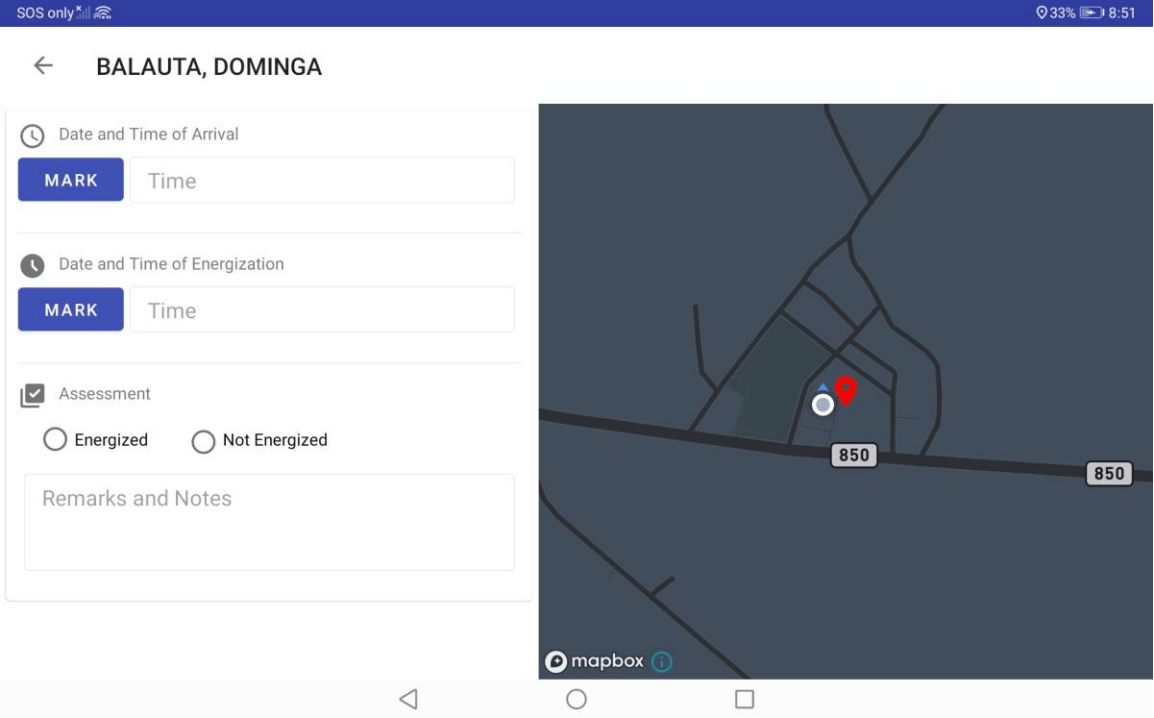 SOS only
33% 8:51
BALAUTA, DOMINGA
Date and Time of Arrival
MARK Time
Date and Time of Energization
MARK Time
Assessment
Energized Not Energized
Remarks and Notes
850
850
mapbox